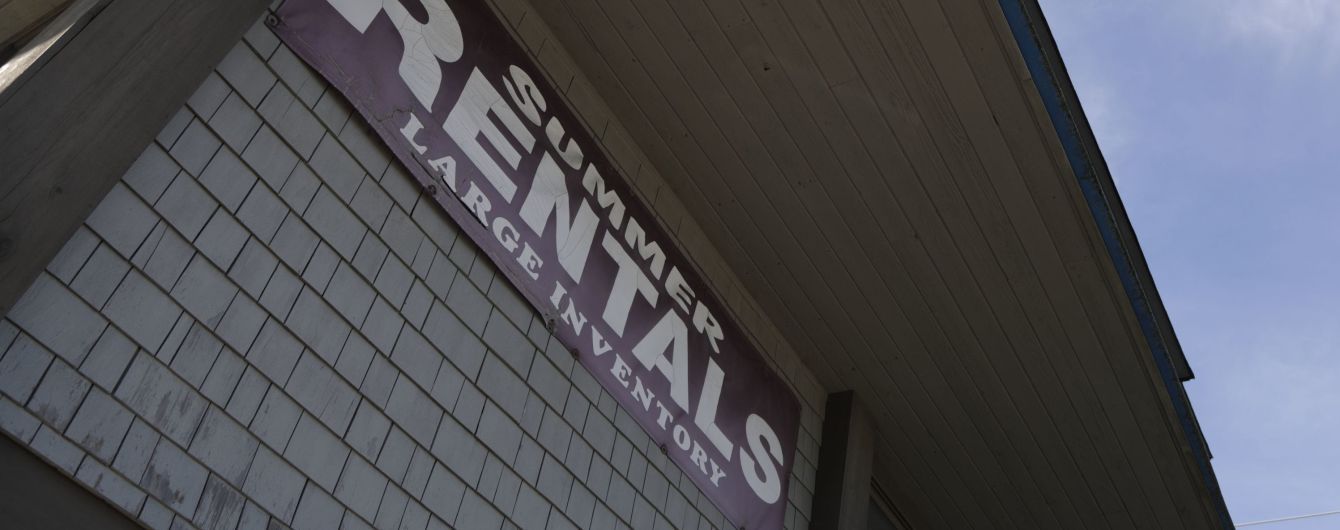 SUMMER
RENTALS
LARGE INVENTORY